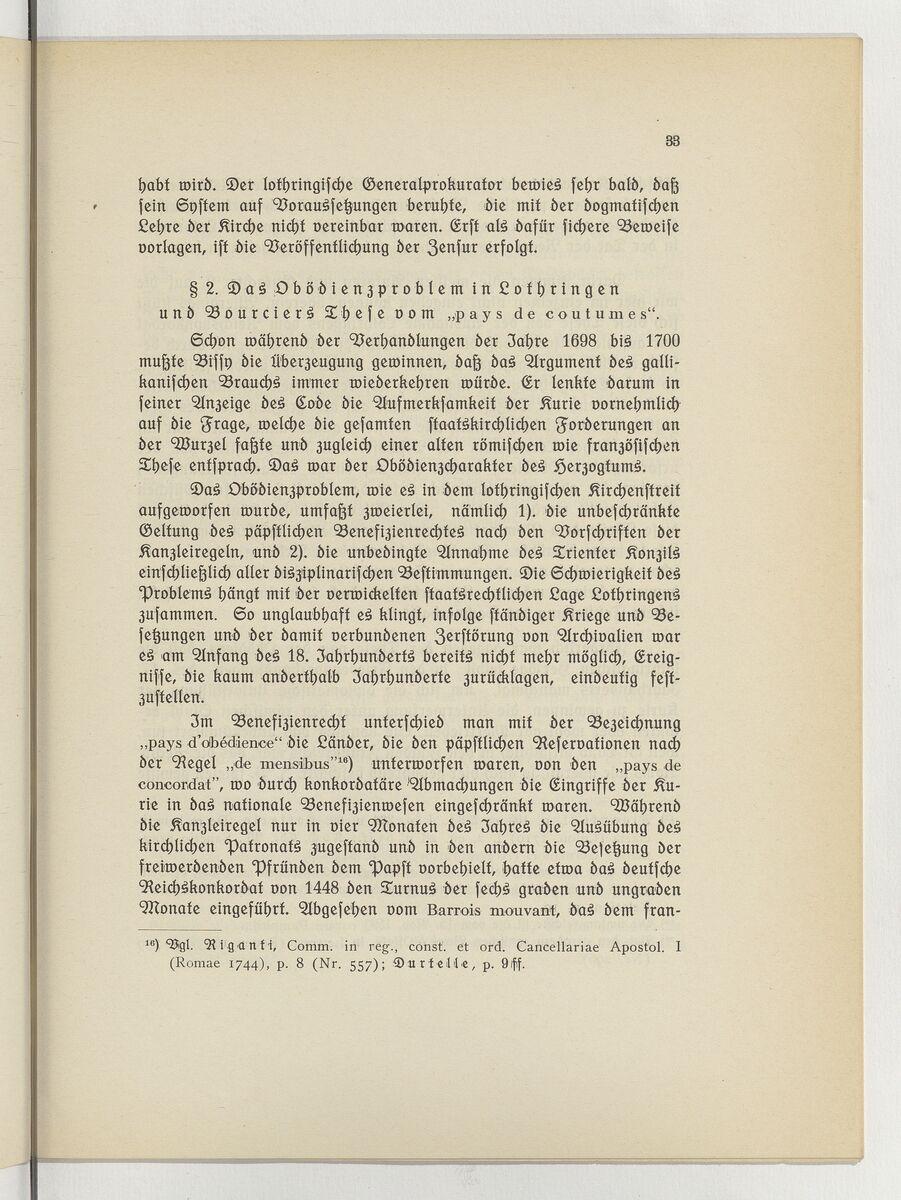 33
habt wird. Der lothringische Generalprokurator bewies sehr bald, daß
sein System auf Voraussetzungen beruhte, die mit der dogmatischen
Lehre der Kirche nicht vereinbar waren. Erst als dafür sichere Beweise
vorlagen, ist die Veröffentlichung der Zensur erfolgt.
§ 2. Das Obödienzproblem in Lothringen
und Bourciers These vom „pays de coutumes“.
Schon während der Verhandlungen der Jahre 1698 bis 1700
mußte Bissy die Überzeugung gewinnen, daß das Argument des galli-
kanischen Brauchs immer wiederkehren würde. Er lenkte darum in
seiner Anzeige des Code die Aufmerksamkeit der Kurie vornehmlich
auf die Frage, welche die gesamten staatskirchlichen Forderungen an
der Wurzel faßte und zugleich einer alten römischen wie französischen
These entsprach. Das war der Obödienzcharakter des Herzogtums.
Das Obödienzproblem, wie es in dem lothringischen Kirchenstreit
aufgeworfen wurde, umfaßt zweierlei, nämlich 1). die unbeschränkte
Geltung des päpstlichen Benefizienrechtes nach den Vorschriften der
Kanzleiregeln, und 2). die unbedingte Annahme des Trienter Konzils
einschließlich aller disziplinarischen Bestimmungen. Die Schwierigkeit des
Problems hängt mit der verwickelten staatsrechtlichen Lage Lothringens
zusammen. So unglaubhaft es klingt, infolge ständiger Kriege und Be-
setzungen und der damit verbundenen Zerstörung von Archivalien war
es am Anfang des 18. Jahrhunderts bereits nicht mehr möglich, Ereig-
nisse, die kaum anderthalb Jahrhunderte zurücklagen, eindeutig fest-
zustellen.
Im Benefizienrecht unterschied man mit der Bezeichnung
„pays d'obédience“ die Länder, die den päpstlichen Reservationen nach
der Regel „de mensibus"¹⁶) unterworfen waren, von den „pays de
concordat", wo durch konkordatäre Abmachungen die Eingriffe der Ku-
rie in das nationale Benefizienwesen eingeschränkt waren. Während
die Kanzleiregel nur in vier Monaten des Jahres die Ausübung des
kirchlichen Patronats zugestand und in den andern die Besetzung der
freiwerdenden Pfründen dem Papst vorbehielt, hatte etwa das deutsche
Reichskonkordat von 1448 den Turnus der sechs graden und ungraden
Monate eingeführt. Abgesehen vom Barrois mouvant, das dem fran-
¹⁶) Vgl. Riganti, Comm. in reg., const. et ord. Cancellariae Apostol. I
(Romae 1744), p. 8 (Nr. 557); Durtelle, p. 9ff.